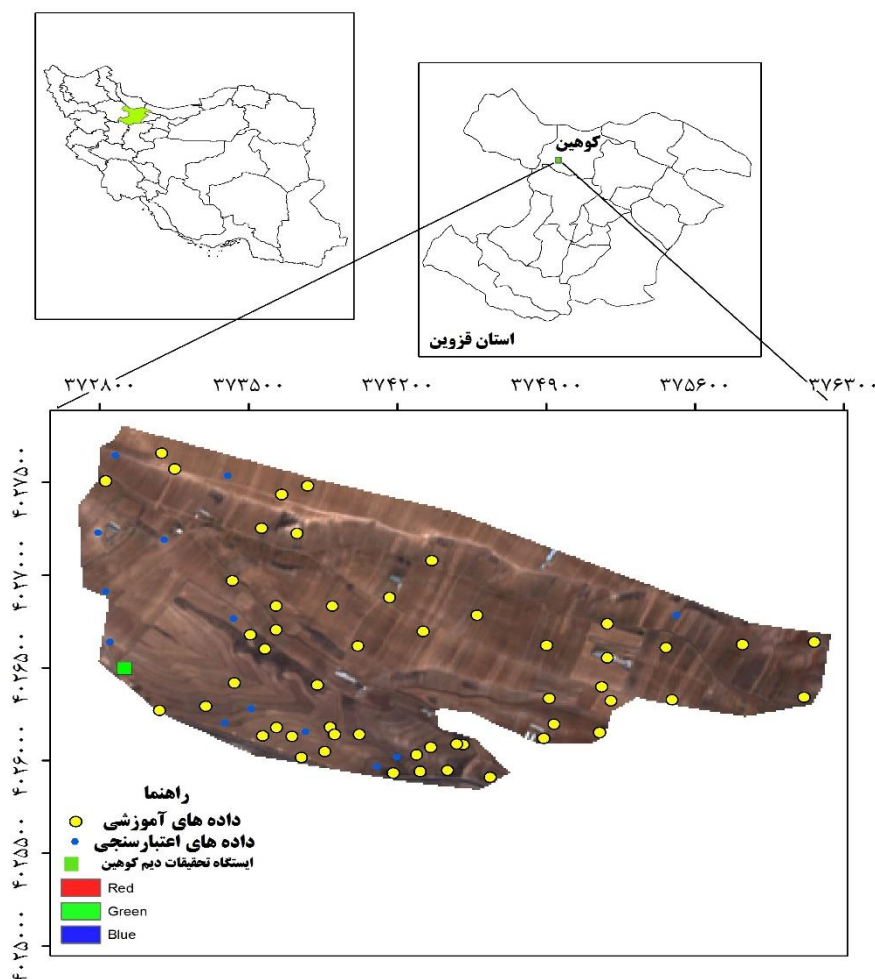 کوهین
استان قزوین
۳۷۲۸۰۰ ۳۷۳۵۰۰ ۳۷۴۲۰۰ ۳۷۴۹۰۰ ۳۷۵۶۰۰ ۳۷۶۳۰۰
۴۰۲۷۵۰۰
۴۰۲۷۰۰۰
۴۰۲۶۵۰۰
۴۰۲۶۰۰۰
۴۰۲۵۵۰۰
۴۰۲۵۰۰۰
راهنما
داده های آموزشی
داده های اعتبارسنجی
ایستگاه تحقیقات دیم کوهین
Red
Green
Blue